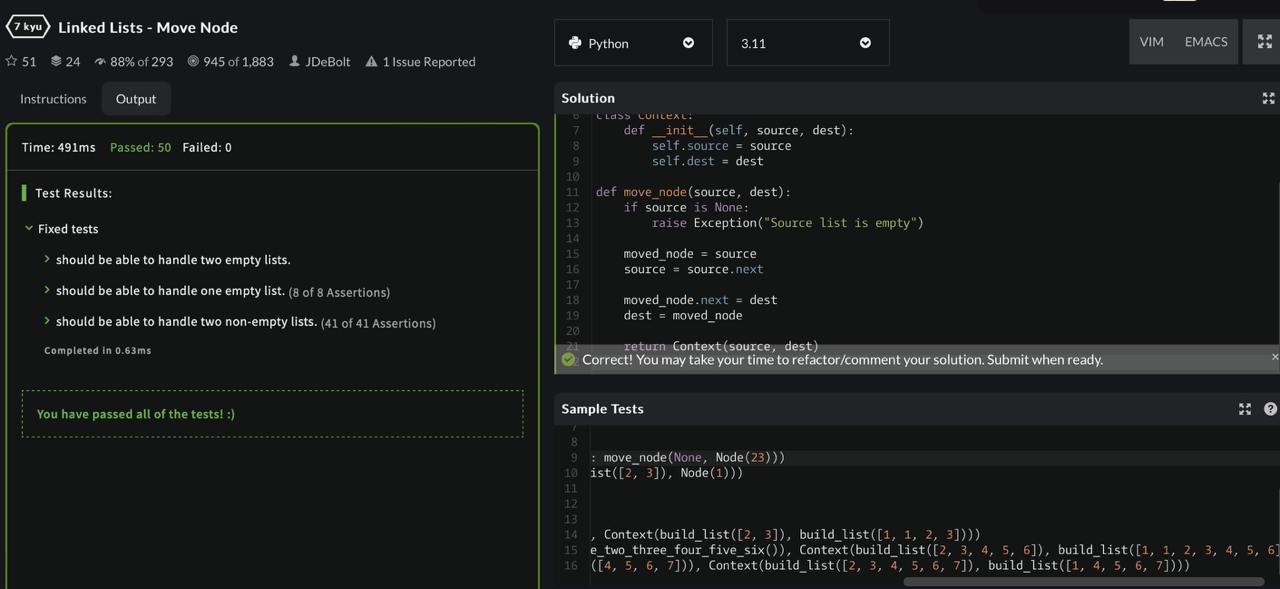 7 kyu Linked Lists - Move Node
51 24 88% of 293 945 of 1,883 JDeBolt 1 Issue Reported
Instructions Output
Time: 491ms Passed: 50 Failed: 0
Test Results:
Fixed tests
should be able to handle two empty lists.
should be able to handle one empty list. (8 of 8 Assertions)
should be able to handle two non-empty lists. (41 of 41 Assertions)
Completed in 0.63ms
You have passed all of the tests! :)
Python 3.11 VIM EMACS
Solution
6 class Context:
7 def __init__(self, source, dest):
8 self.source = source
9 self.dest = dest
10
11 def move_node(source, dest):
12 if source is None:
13 raise Exception("Source list is empty")
14
15 moved_node = source
16 source = source.next
17
18 moved_node.next = dest
19 dest = moved_node
20
21 return Context(source, dest)
Correct! You may take your time to refactor/comment your solution. Submit when ready. ×
Sample Tests ?
7
8
9 : move_node(None, Node(23)))
10 ist([2, 3]), Node(1)))
11
12
13
14 , Context(build_list([2, 3]), build_list([1, 1, 2, 3])))
15 e_two_three_four_five_six()), Context(build_list([2, 3, 4, 5, 6]), build_list([1, 1, 2, 3, 4, 5, 6]
16 ([4, 5, 6, 7])), Context(build_list([2, 3, 4, 5, 6, 7]), build_list([1, 4, 5, 6, 7])))